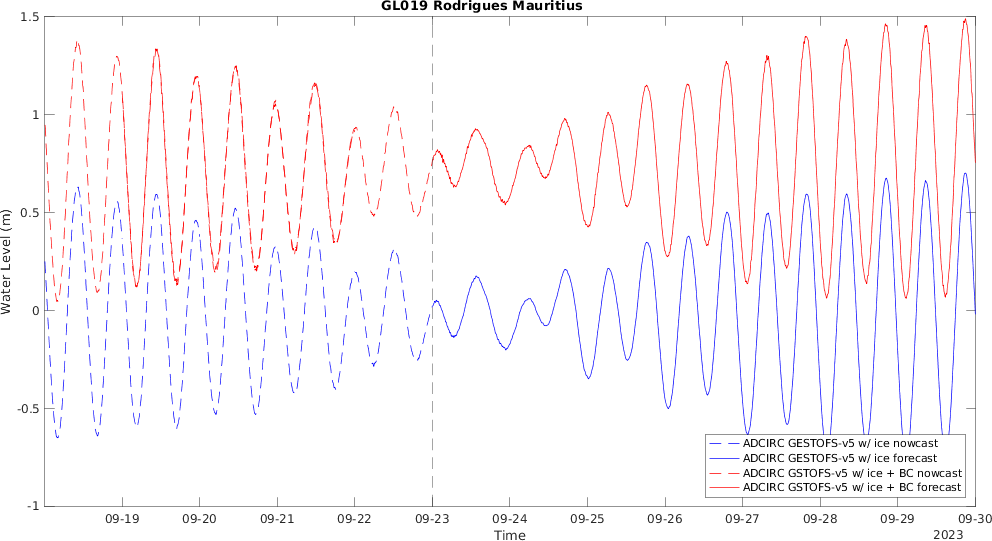 GL019 Rodrigues Mauritius
1.5
1
0.5
0
-0.5
-1
Water Level (m)
ADCIRC GESTOFS-v5 w/ ice nowcast
ADCIRC GESTOFS-v5 w/ ice forecast
ADCIRC GSTOFS-v5 w/ ice + BC nowcast
ADCIRC GSTOFS-v5 w/ ice + BC forecast
09-19 09-20 09-21 09-22 09-23 09-24 09-25 09-26 09-27 09-28 09-29 09-30
Time
2023